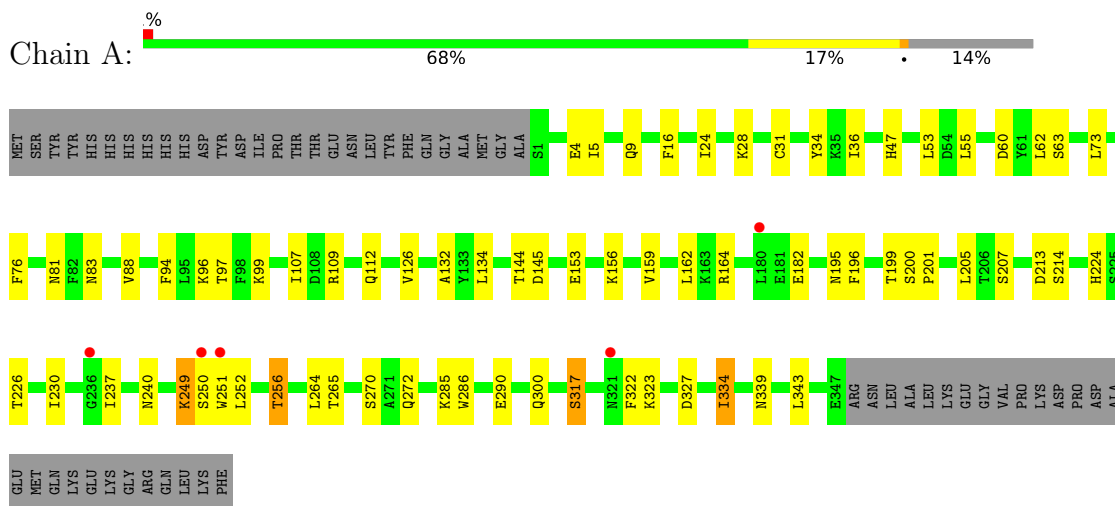 .%
Chain A:
68% 17% • 14%
MET SER TYR TYR HIS HIS HIS HIS HIS HIS ASP TYR ASP ILE PRO THR THR GLU ASN LEU TYR PHE GLN GLY ALA MET GLY ALA S1 E4 I5 Q9 F16 I24 K28 C31 Y34 K35 I36 H47 L53 D54 L55 D60 Y61 L62 S63 L73
F76 N81 F82 N83 V88 F94 L95 K96 T97 F98 K99 I107 D108 R109 Q112 V126 A132 Y133 L134 T144 D145 E153 K156 V159 L162 K163 R164 L180 E181 E182 N195 F196 T199 S200 P201 L205 T206 S207 D213 S214 H224 S225
T226 I230 G236 I237 N240 K249 S250 W251 L252 T256 L264 T265 S270 A271 Q272 K285 W286 E290 Q300 S317 N321 F322 K323 D327 I334 N339 L343 E347 ARG ASN LEU ALA LEU LYS GLU GLY VAL PRO LYS ASP PRO ASP ALA
GLU MET GLN LYS GLU LYS GLY ARG GLN LEU LYS PHE